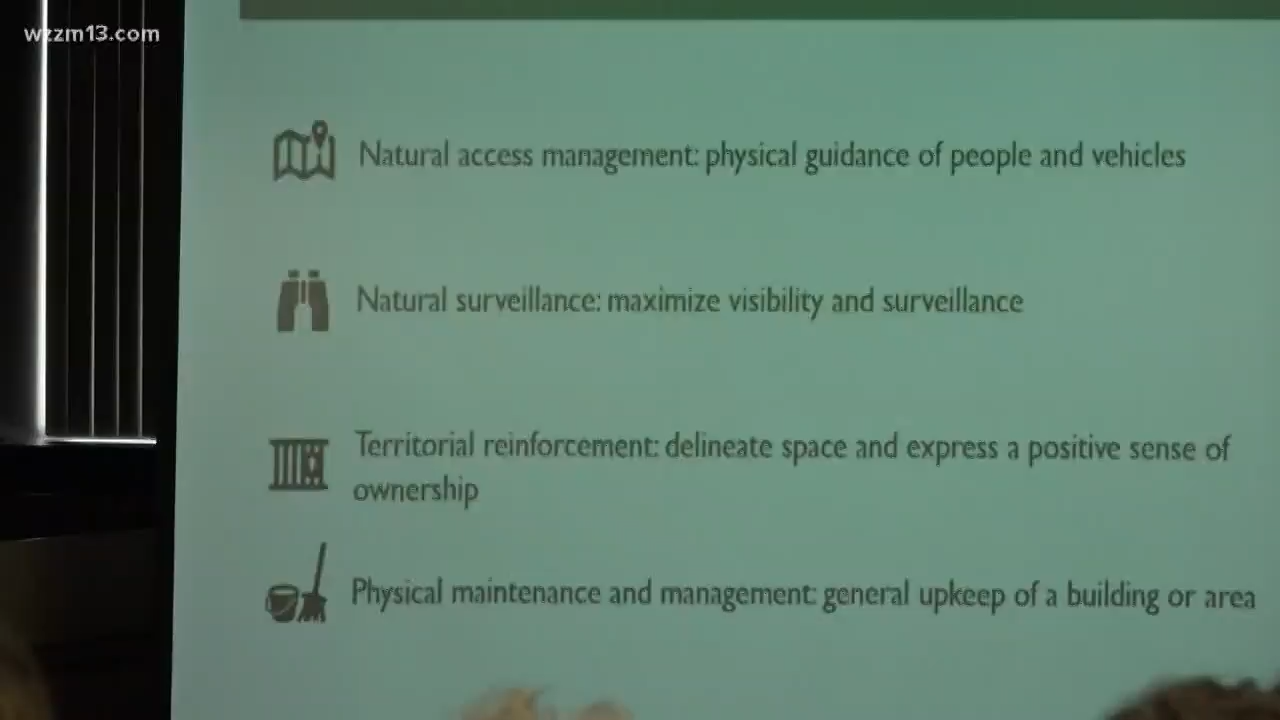 wzzm13.com
Natural access management: physical guidance of people and vehicles
Natural surveillance: maximize visibility and surveillance
Territorial reinforcement: delineate space and express a positive sense of
ownership
Physical maintenance and management: general upkeep of a building or area